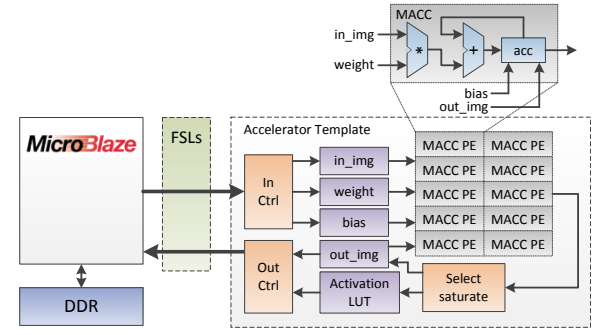 MACC
in_img
weight
*
+
acc
bias
out_img
MicroBlaze
FSLs
Accelerator Template
DDR
In
Ctrl
in_img
weight
bias
Out
Ctrl
out_img
Activation
LUT
Select
saturate
MACC PE MACC PE
MACC PE MACC PE
MACC PE MACC PE
MACC PE MACC PE
MACC PE MACC PE